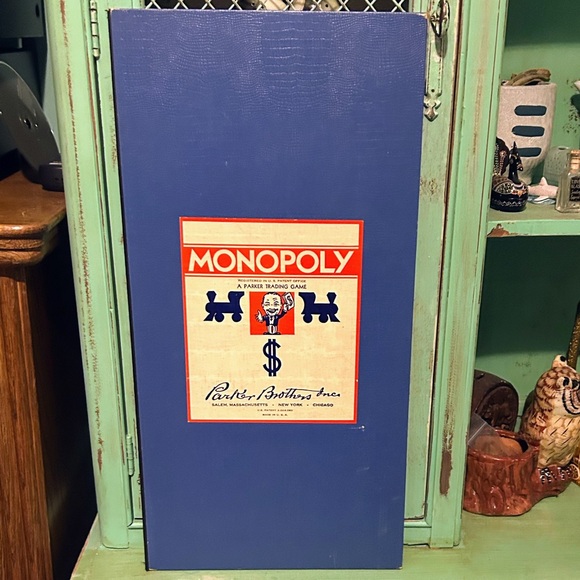 MONOPOLY
REGISTERED IN U. S. PATENT OFFICE
A PARKER TRADING GAME
$
Parker Brothers Inc.
SALEM, MASSACHUSETTS • NEW YORK • CHICAGO
MADE IN U. S. A.